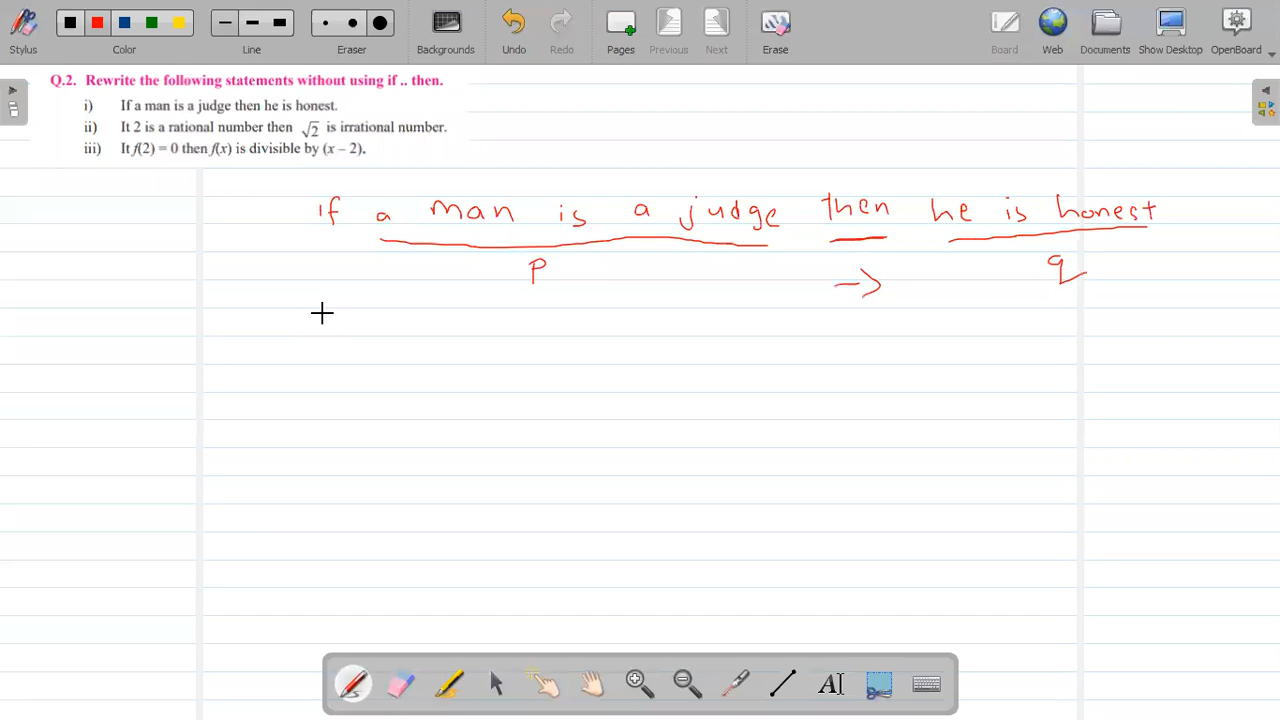 Stylus Color Line Eraser Backgrounds Undo Redo Pages Previous Next Erase Board Web Documents Show Desktop OpenBoard
Q.2. Rewrite the following statements without using if .. then.
i) If a man is a judge then he is honest.
ii) It 2 is a rational number then √2 is irrational number.
iii) It f(2) = 0 then f(x) is divisible by (x – 2).
If a man is a judge then he is honest
p → q